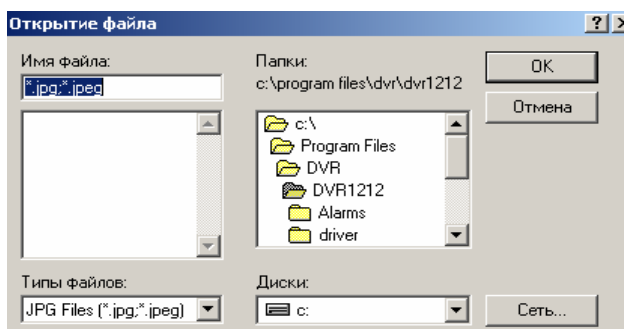 Открытие файла
Имя файла:
*.jpg;*.jpeg
Папки:
c:\program files\dvr\dvr1212
c:\
Program Files
DVR
DVR1212
Alarms
driver
OK
Отмена
Типы файлов:
JPG Files (*.jpg;*.jpeg)
Диски:
c:
Сеть...